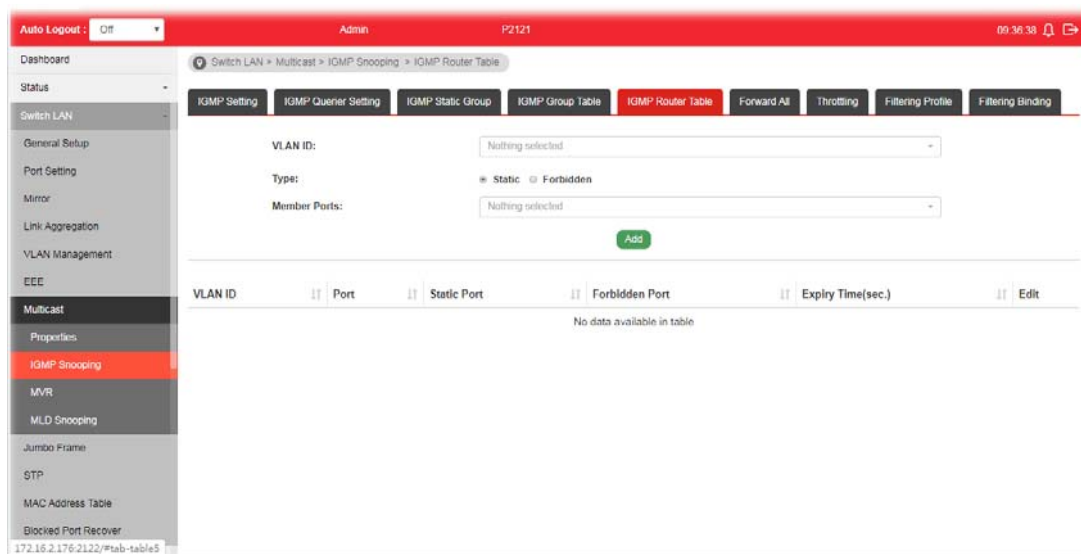 Auto Logout : Off Admin P2121 09:36:38
Dashboard
Status
Switch LAN
General Setup
Port Setting
Mirror
Link Aggregation
VLAN Management
EEE
Multicast
Properties
IGMP Snooping
MVR
MLD Snooping
Jumbo Frame
STP
MAC Address Table
Blocked Port Recover
172.16.2.176:2122/#tab-table5
Switch LAN > Multicast > IGMP Snooping > IGMP Router Table
IGMP Setting IGMP Querier Setting IGMP Static Group IGMP Group Table IGMP Router Table Forward All Throttling Filtering Profile Filtering Binding
VLAN ID: Nothing selected
Type: Static Forbidden
Member Ports: Nothing selected
Add
VLAN ID Port Static Port Forbidden Port Expiry Time(sec.) Edit
No data available in table